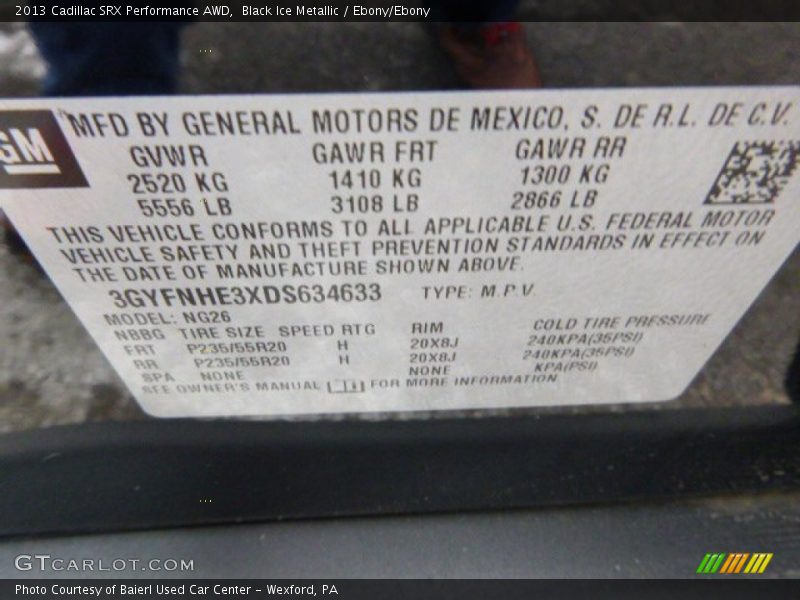 2013 Cadillac SRX Performance AWD,  Black Ice Metallic / Ebony/Ebony
GM
MFD BY GENERAL MOTORS DE MEXICO, S. DE R.L. DE C.V.
GVWR GAWR FRT GAWR RR
2520 KG 1410 KG 1300 KG
5556 LB 3108 LB 2866 LB
THIS VEHICLE CONFORMS TO ALL APPLICABLE U.S. FEDERAL MOTOR
VEHICLE SAFETY AND THEFT PREVENTION STANDARDS IN EFFECT ON
THE DATE OF MANUFACTURE SHOWN ABOVE.
3GYFNHE3XDS634633 TYPE: M.P.V.
MODEL: NG26
NBBG TIRE SIZE SPEED RTG RIM COLD TIRE PRESSURE
FRT P235/55R20 H 20X8J 240KPA(35PSI)
RR P235/55R20 H 20X8J 240KPA(35PSI)
SPA NONE NONE KPA(PSI)
SEE OWNER'S MANUAL FOR MORE INFORMATION
GTCARLOT.COM
Photo Courtesy of Baierl Used Car Center - Wexford, PA